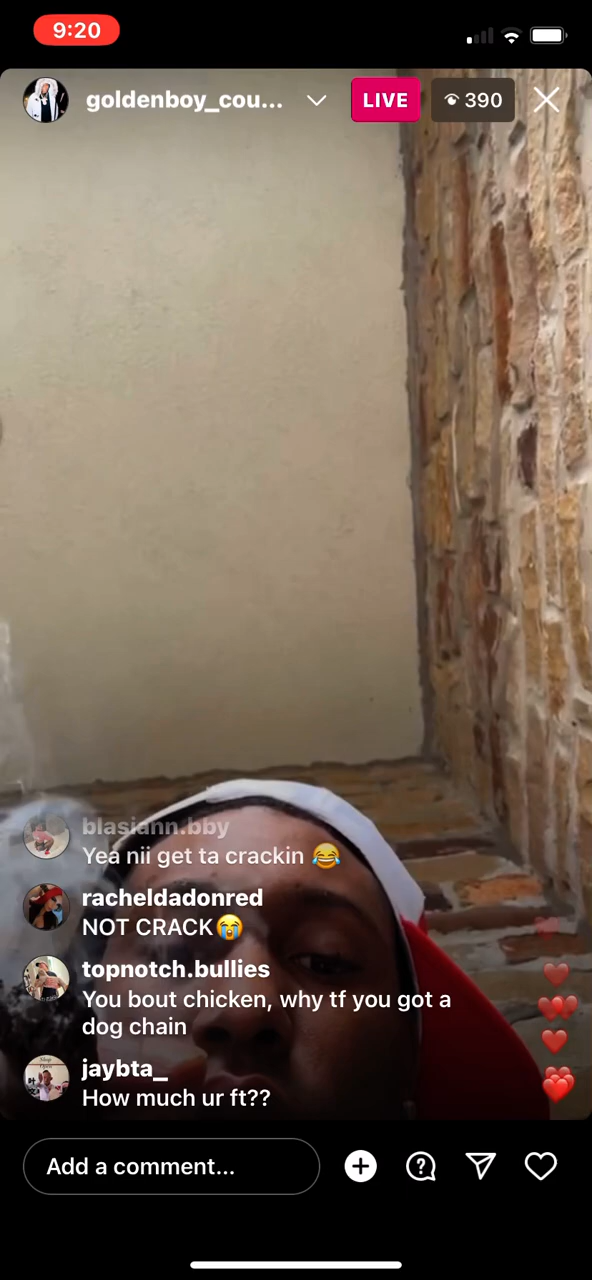 9:20
goldenboy_cou...
LIVE
390
blasiann.bby
Yea nii get ta crackin 😂
racheldadonred
NOT CRACK😭
topnotch.bullies
You bout chicken, why tf you got a
dog chain
jaybta_
How much ur ft??
Add a comment...